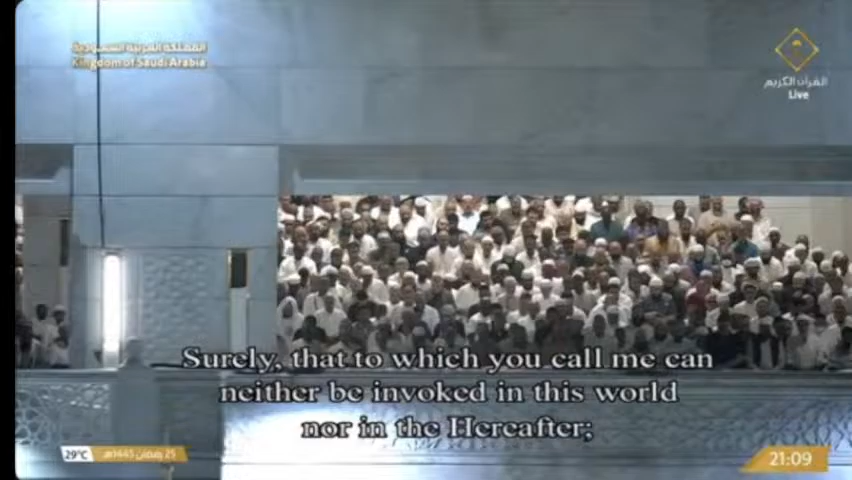 المملكة العربية السعودية
Kingdom of Saudi Arabia
القرآن الكريم
Live
Surely, that to which you call me can
neither be invoked in this world
nor in the Hereafter;
29°C
25 رمضان 1445هـ
21:09